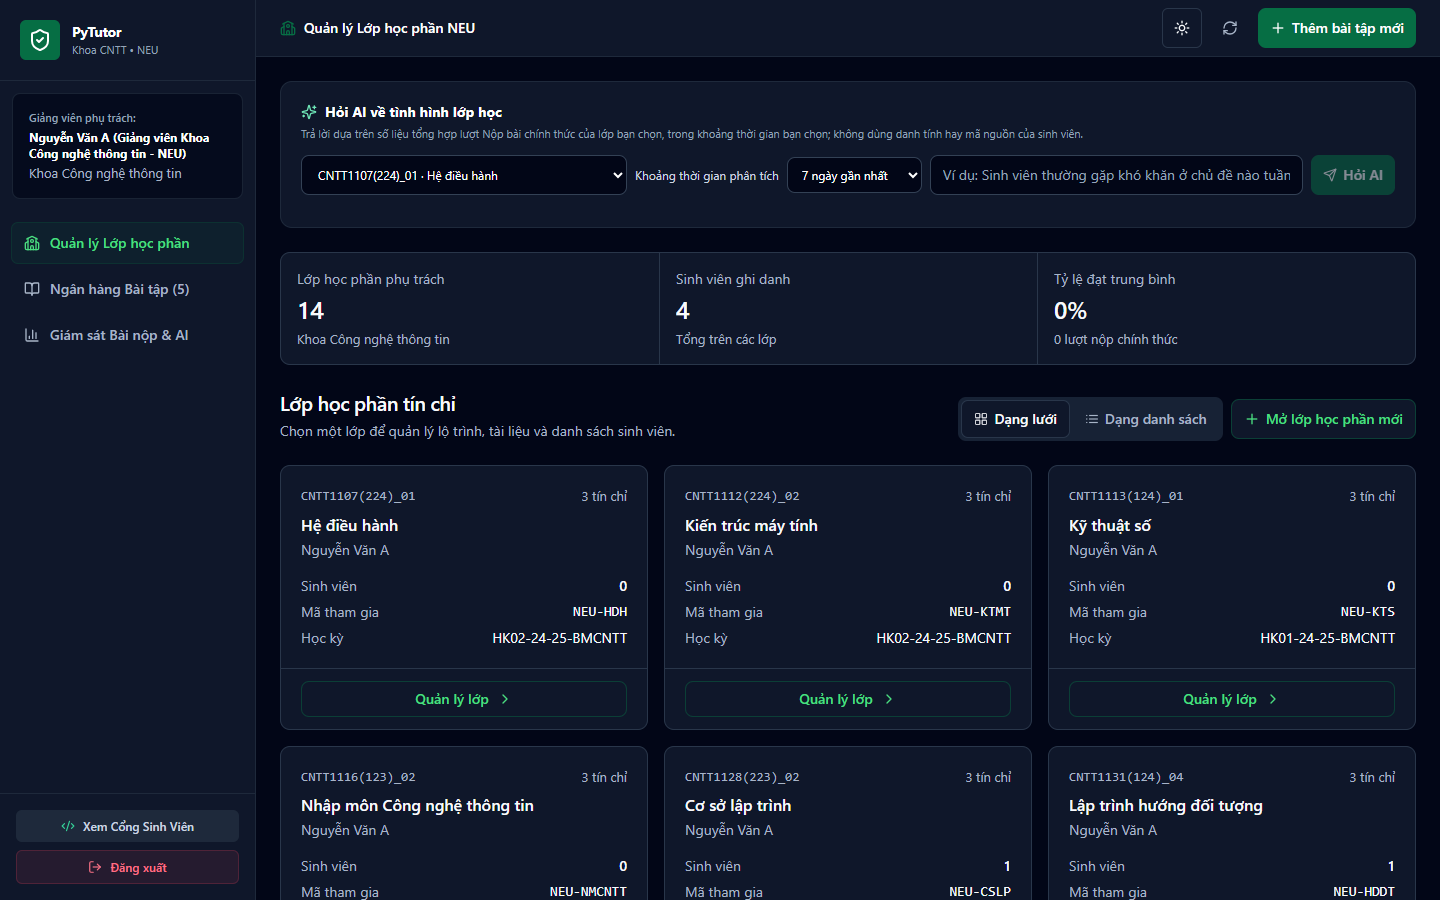 PyTutor
Khoa CNTT • NEU
Giảng viên phụ trách:
Nguyễn Văn A (Giảng viên Khoa
Công nghệ thông tin - NEU)
Khoa Công nghệ thông tin
Quản lý Lớp học phần
Ngân hàng Bài tập (5)
Giám sát Bài nộp & AI
Xem Cổng Sinh Viên
Đăng xuất
Quản lý Lớp học phần NEU
Thêm bài tập mới
Hỏi AI về tình hình lớp học
Trả lời dựa trên số liệu tổng hợp lượt Nộp bài chính thức của lớp bạn chọn, trong khoảng thời gian bạn chọn; không dùng danh tính hay mã nguồn của sinh viên.
CNTT1107(224)_01 · Hệ điều hành
Khoảng thời gian phân tích
7 ngày gần nhất
Ví dụ: Sinh viên thường gặp khó khăn ở chủ đề nào tuần
Hỏi AI
Lớp học phần phụ trách
14
Khoa Công nghệ thông tin
Sinh viên ghi danh
4
Tổng trên các lớp
Tỷ lệ đạt trung bình
0%
0 lượt nộp chính thức
Lớp học phần tín chỉ
Chọn một lớp để quản lý lộ trình, tài liệu và danh sách sinh viên.
Dạng lưới
Dạng danh sách
Mở lớp học phần mới
CNTT1107(224)_01 3 tín chỉ
Hệ điều hành
Nguyễn Văn A
Sinh viên 0
Mã tham gia NEU-HDH
Học kỳ HK02-24-25-BMCNTT
Quản lý lớp
CNTT1112(224)_02 3 tín chỉ
Kiến trúc máy tính
Nguyễn Văn A
Sinh viên 0
Mã tham gia NEU-KTMT
Học kỳ HK02-24-25-BMCNTT
Quản lý lớp
CNTT1113(124)_01 3 tín chỉ
Kỹ thuật số
Nguyễn Văn A
Sinh viên 0
Mã tham gia NEU-KTS
Học kỳ HK01-24-25-BMCNTT
Quản lý lớp
CNTT1116(123)_02 3 tín chỉ
Nhập môn Công nghệ thông tin
Nguyễn Văn A
Sinh viên 0
Mã tham gia NEU-NMCNTT
CNTT1128(223)_02 3 tín chỉ
Cơ sở lập trình
Nguyễn Văn A
Sinh viên 1
Mã tham gia NEU-CSLP
CNTT1131(124)_04 3 tín chỉ
Lập trình hướng đối tượng
Nguyễn Văn A
Sinh viên 1
Mã tham gia NEU-HDDT